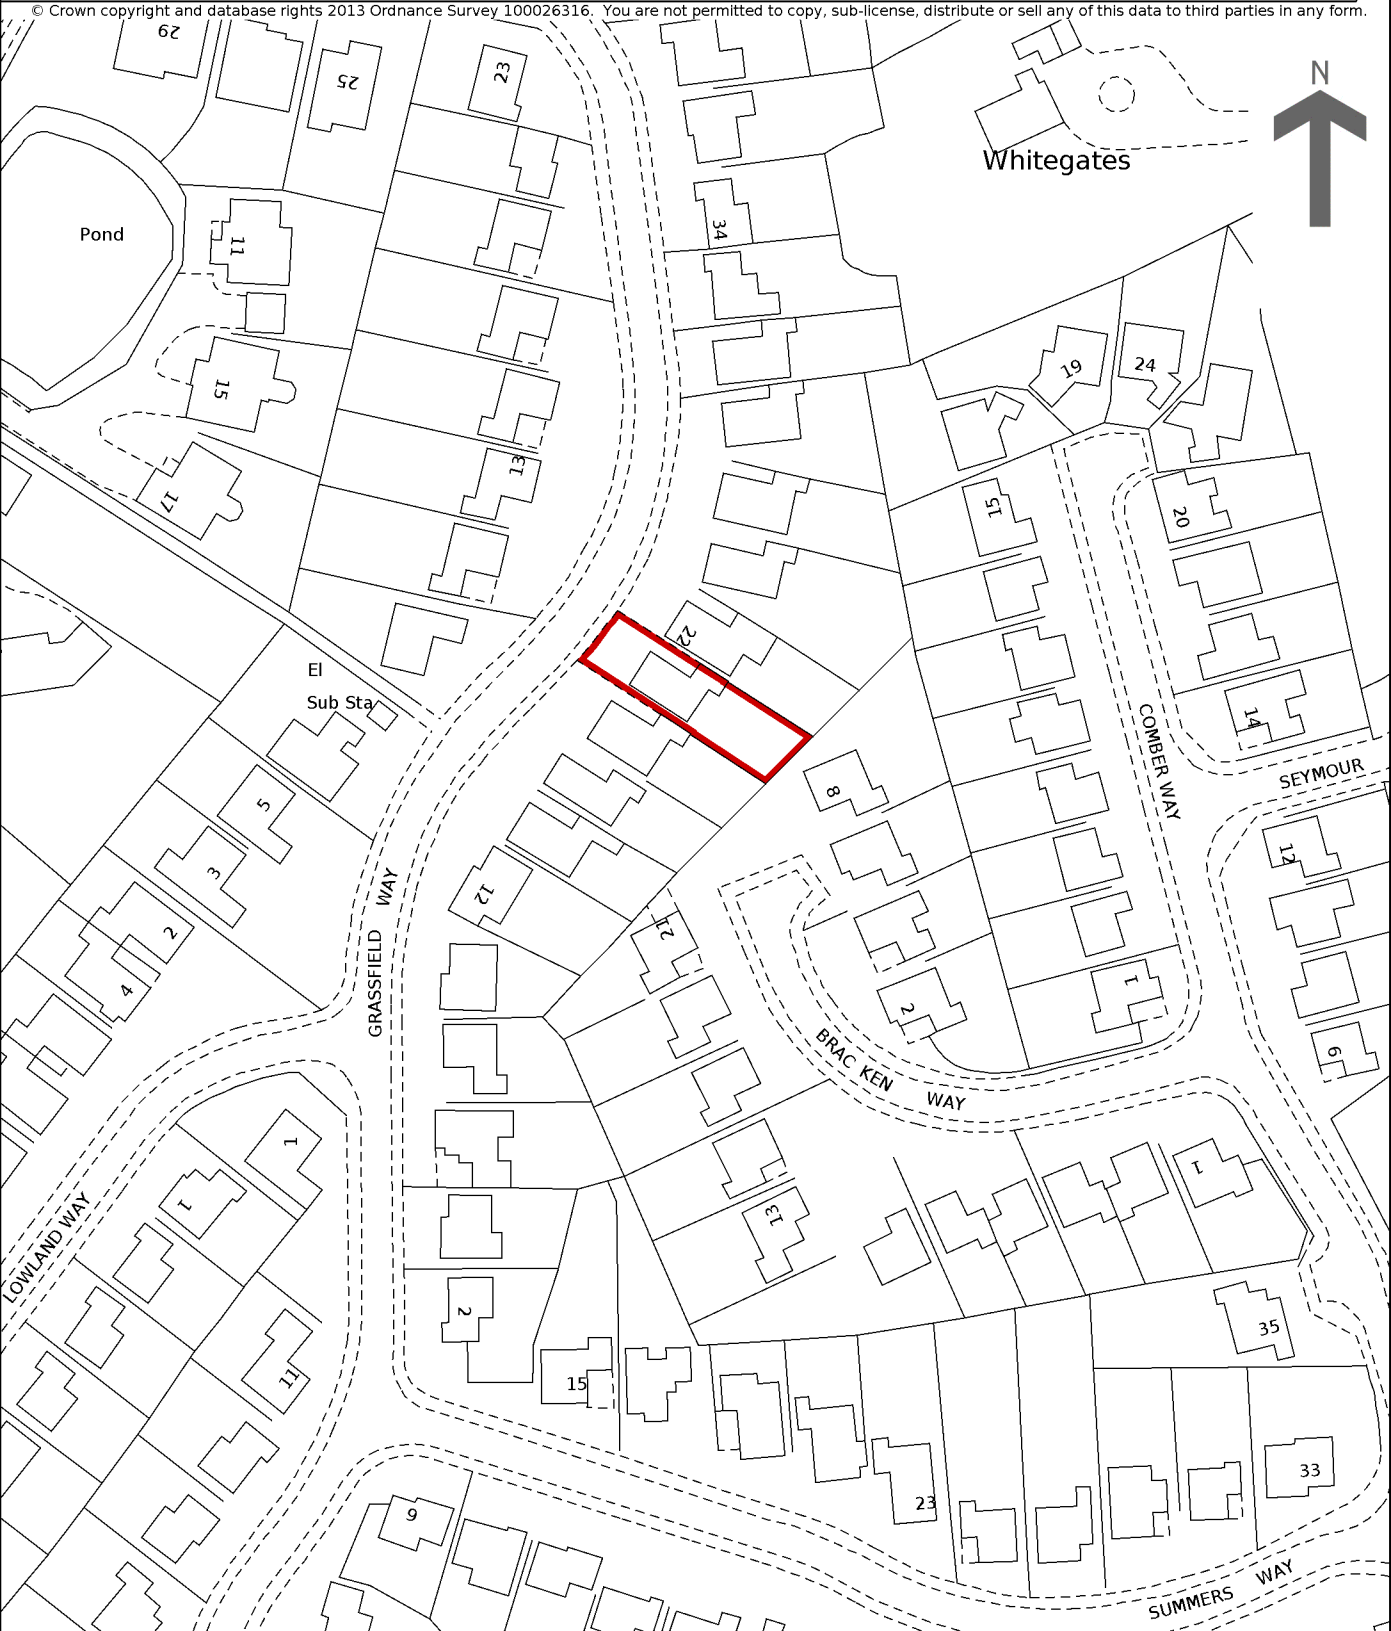 © Crown copyright and database rights 2013 Ordnance Survey 100026316. You are not permitted to copy, sub-license, distribute or sell any of this data to third parties in any form.
29
25
23
N
Whitegates
34
Pond
11
19
24
15
13
17
15
20
22
El
Sub Sta
14
COMBER WAY
SEYMOUR
8
5
12
3
WAY
12
21
2
4
GRASSFIELD
1
2
6
BRAC KEN
WAY
1
1
1
LOWLAND WAY
13
2
35
11
15
33
23
9
WAY
SUMMERS